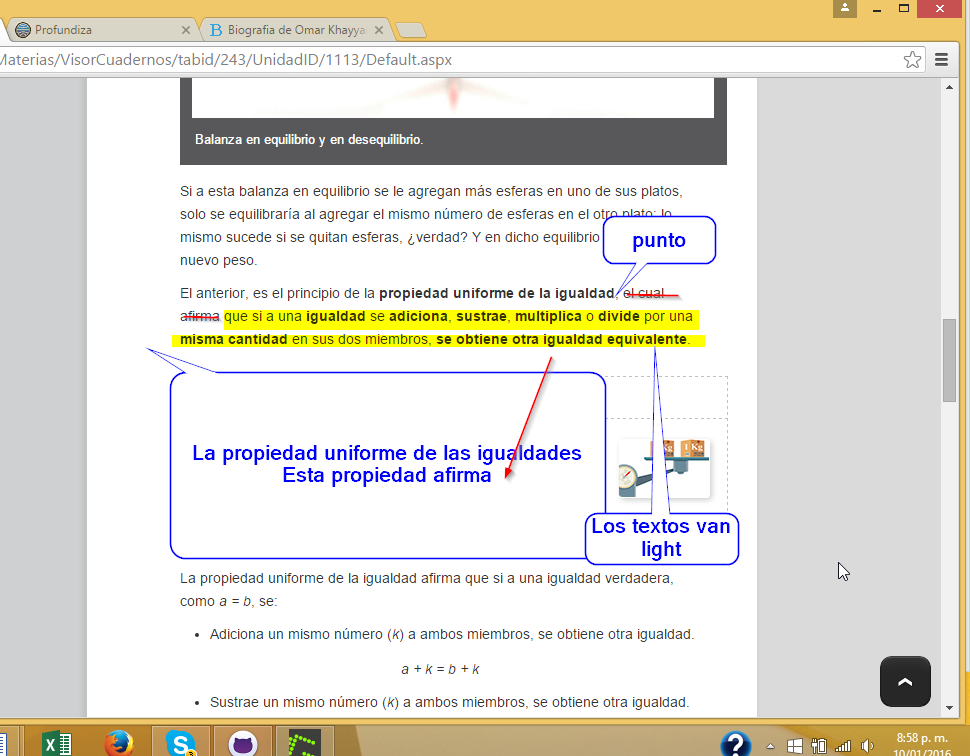 Profundiza
Biografia de Omar Khayya
Materias/VisorCuadernos/tabid/243/UnidadID/1113/Default.aspx
Balanza en equilibrio y en desequilibrio.
Si a esta balanza en equilibrio se le agregan más esferas en uno de sus platos,
solo se equilibraría al agregar el mismo número de esferas en el otro plato; lo
mismo sucede si se quitan esferas, ¿verdad? Y en dicho equilibrio
nuevo peso.
punto
El anterior, es el principio de la propiedad uniforme de la igualdad, el cual
afirma que si a una igualdad se adiciona, sustrae, multiplica o divide por una
misma cantidad en sus dos miembros, se obtiene otra igualdad equivalente.
La propiedad uniforme de las igualdades
Esta propiedad afirma
Los textos van
light
La propiedad uniforme de la igualdad afirma que si a una igualdad verdadera,
como a = b, se:
• Adiciona un mismo número (k) a ambos miembros, se obtiene otra igualdad.
a + k = b + k
• Sustrae un mismo número (k) a ambos miembros, se obtiene otra igualdad.
8:58 p. m.
10/01/2016